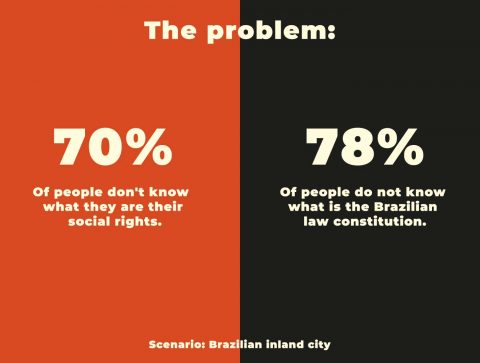 The problem:
70%
Of people don't know
what they are their
social rights.
78%
Of people do not know
what is the Brazilian
law constitution.
Scenario: Brazilian inland city